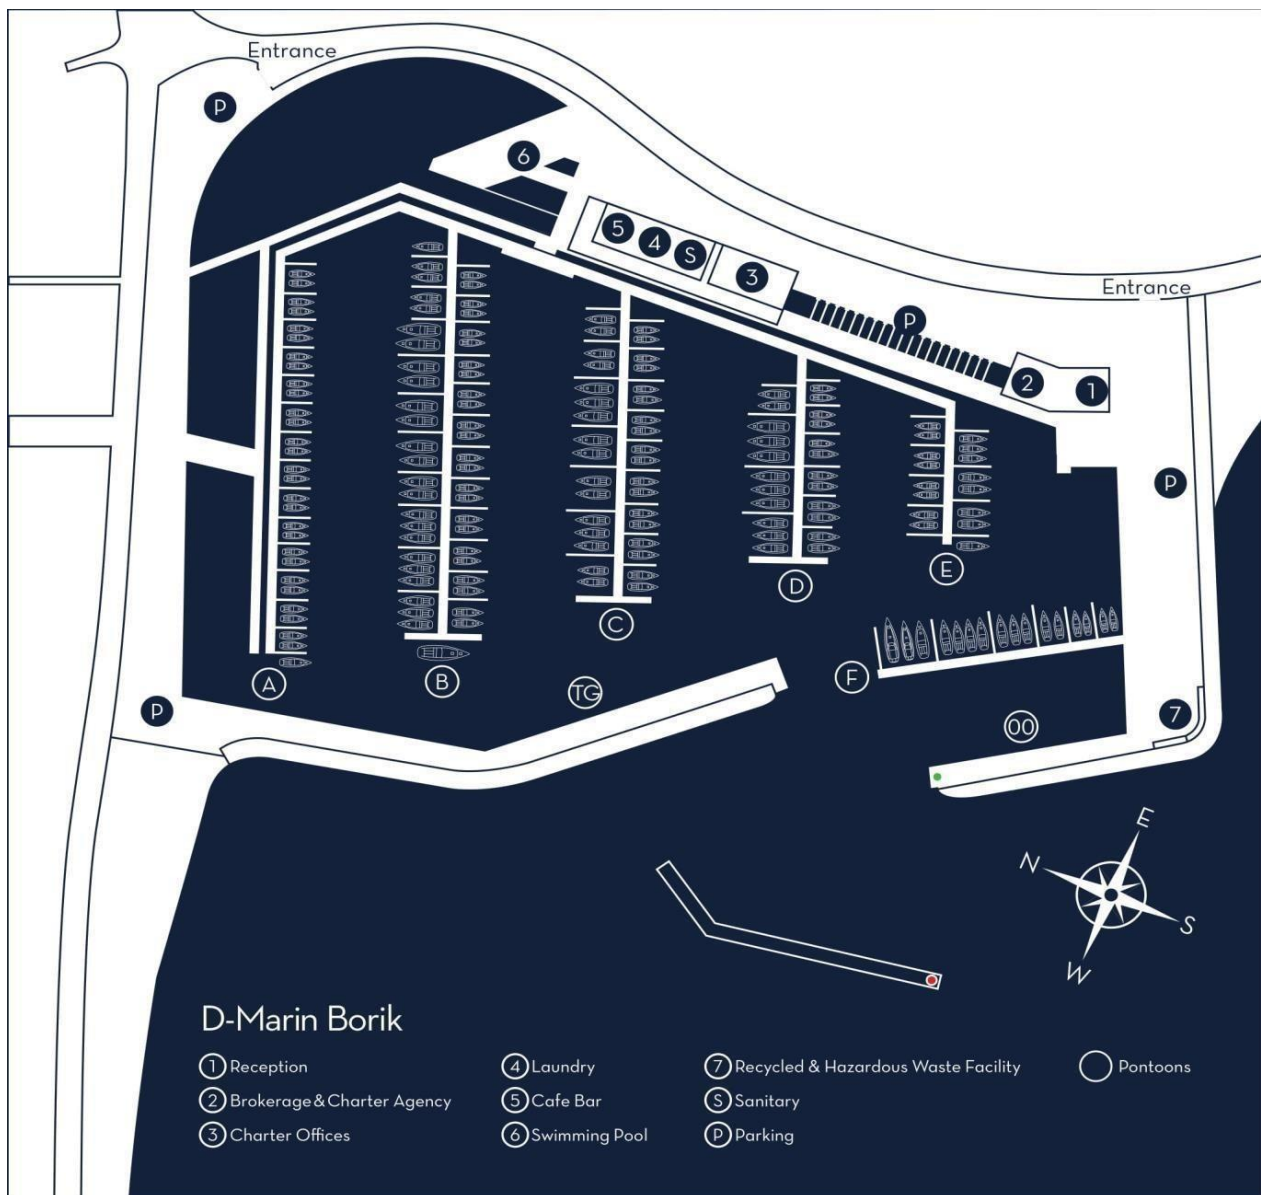 Entrance
P
6
5
4
S
3
Entrance
P
2
1
P
E
D
C
A
B
TG
F
P
00
7
E
N
S
W
D-Marin Borik
1 Reception
2 Brokerage & Charter Agency
3 Charter Offices
4 Laundry
5 Cafe Bar
6 Swimming Pool
7 Recycled & Hazardous Waste Facility
S Sanitary
P Parking
Pontoons